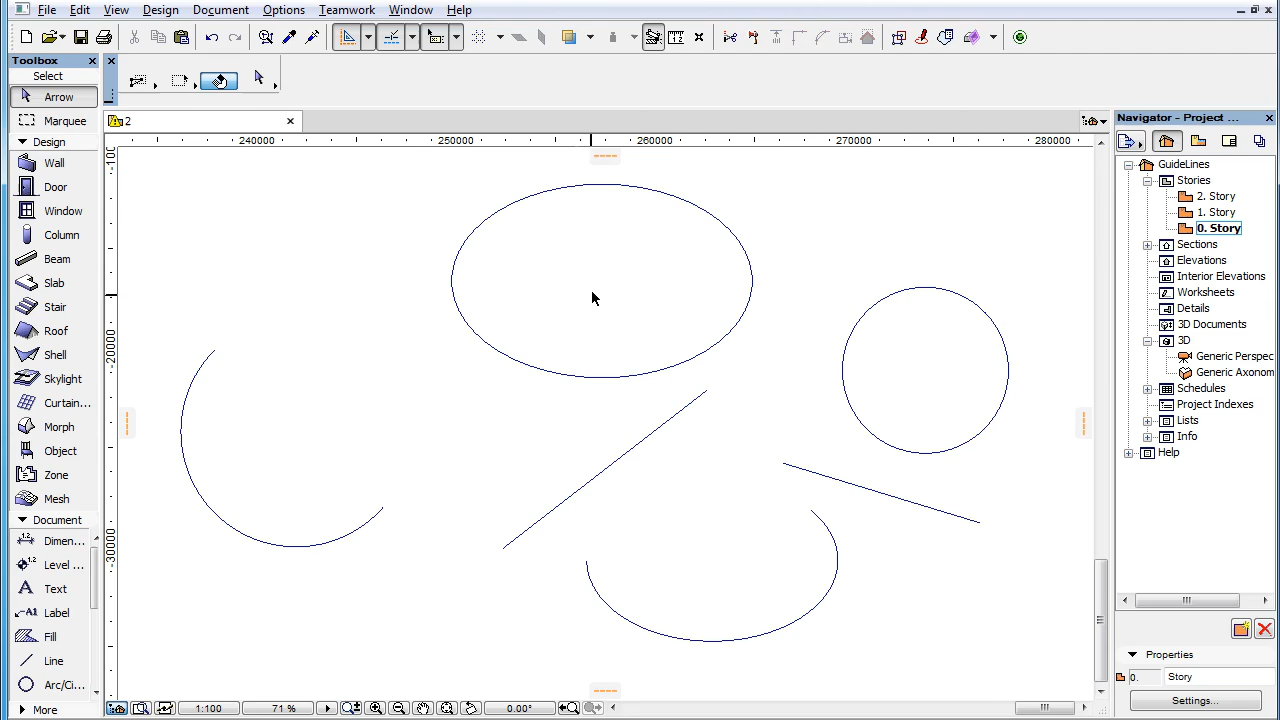 File Edit View Design Document Options Teamwork Window Help
Toolbox
Select
Arrow
Marquee
Design
Wall
Door
Window
Column
Beam
Slab
Stair
Roof
Shell
Skylight
Curtain...
Morph
Object
Zone
Mesh
Document
Dimen...
Level ...
Text
Label
Fill
Line
Arc/Ci...
More
2
240000 250000 260000 270000 280000
-20000
-30000
1:100 71 % 0.00°
Navigator - Project ...
GuideLines
Stories
2. Story
1. Story
0. Story
Sections
Elevations
Interior Elevations
Worksheets
Details
3D Documents
3D
Generic Perspec
Generic Axonom
Schedules
Project Indexes
Lists
Info
Help
Properties
0. Story
Settings...